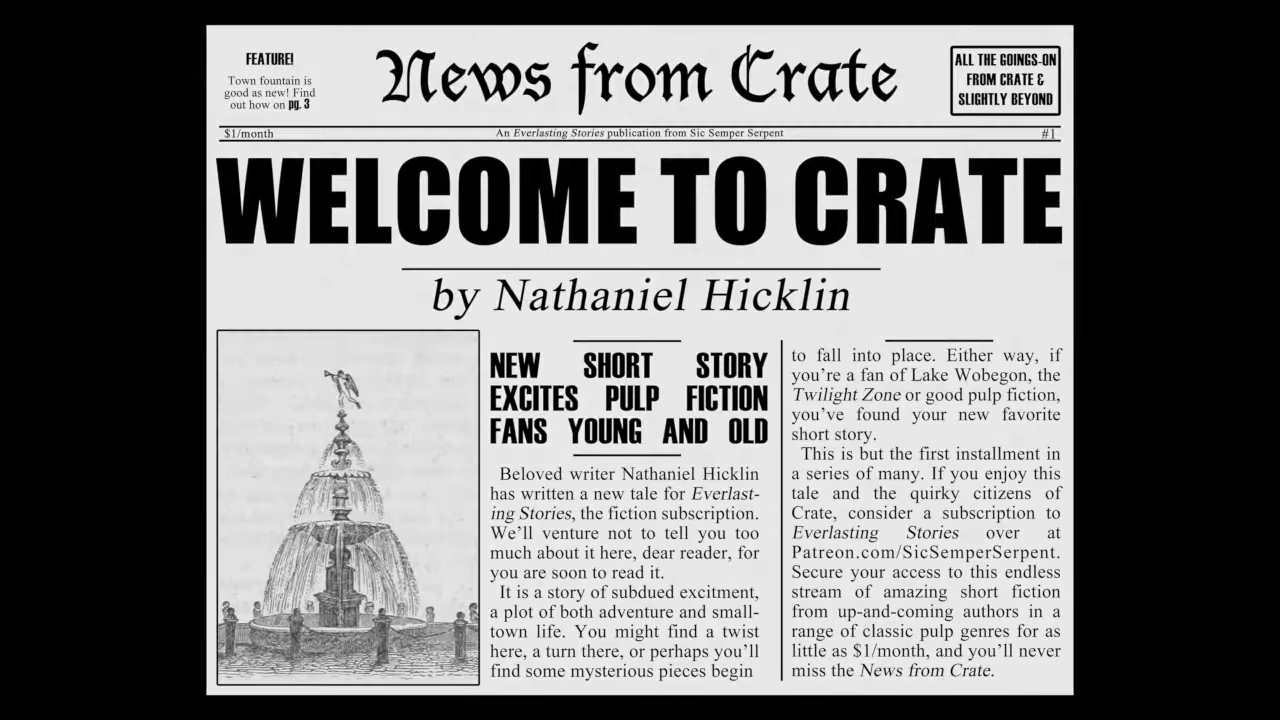 FEATURE!
Town fountain is
good as new! Find
out how on pg. 3
News from Crate
ALL THE GOINGS-ON
FROM CRATE &
SLIGHTLY BEYOND
$1/month
An Everlasting Stories publication from Sic Semper Serpent
#1
WELCOME TO CRATE
by Nathaniel Hicklin
NEW SHORT STORY
EXCITES PULP FICTION
FANS YOUNG AND OLD
Beloved writer Nathaniel Hicklin
has written a new tale for Everlast-
ing Stories, the fiction subscription.
We'll venture not to tell you too
much about it here, dear reader, for
you are soon to read it.
It is a story of subdued excitment,
a plot of both adventure and small-
town life. You might find a twist
here, a turn there, or perhaps you'll
find some mysterious pieces begin
to fall into place. Either way, if
you're a fan of Lake Wobegon, the
Twilight Zone or good pulp fiction,
you've found your new favorite
short story.
This is but the first installment in
a series of many. If you enjoy this
tale and the quirky citizens of
Crate, consider a subscription to
Everlasting Stories over at
Patreon.com/SicSemperSerpent.
Secure your access to this endless
stream of amazing short fiction
from up-and-coming authors in a
range of classic pulp genres for as
little as $1/month, and you'll never
miss the News from Crate.